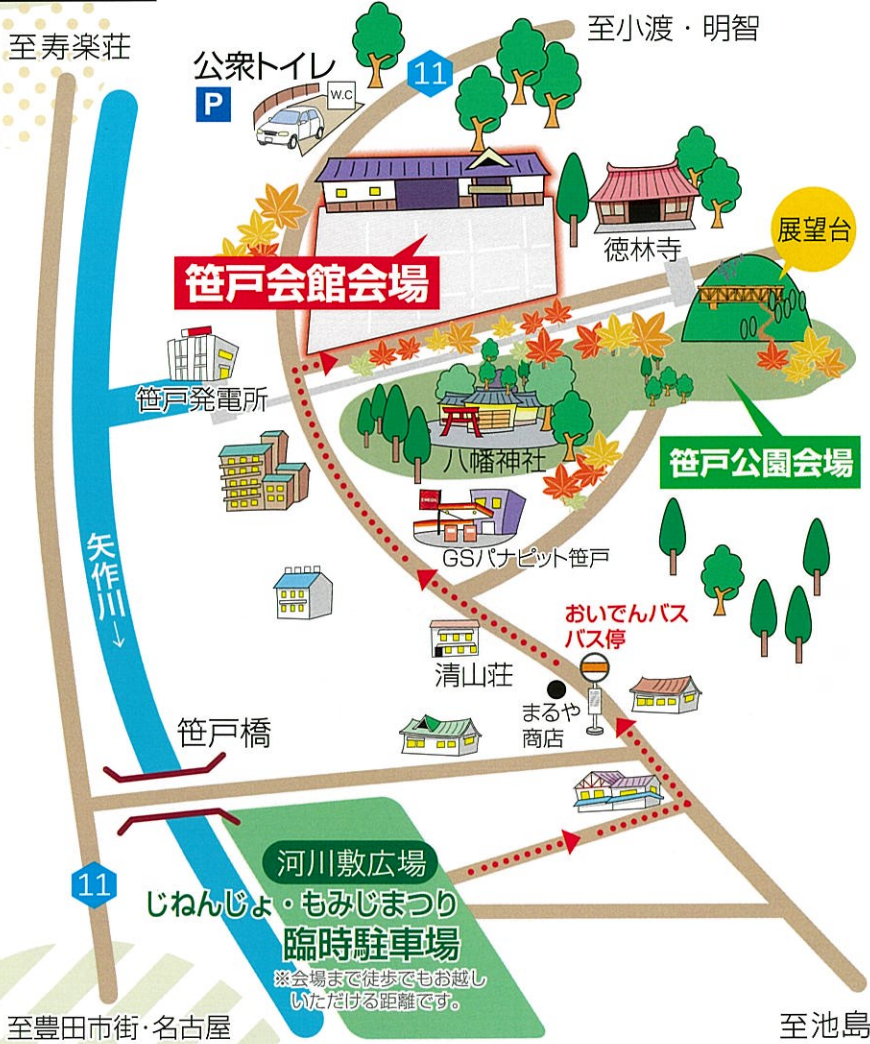 至寿楽荘
至小渡・明智
公衆トイレ
P
W.C
11
徳林寺
展望台
笹戸会館会場
笹戸発電所
八幡神社
笹戸公園会場
GSパナピット笹戸
矢作川→
おいでんバス
バス停
清山荘
まるや
商店
笹戸橋
河川敷広場
11
じねんじょ・もみじまつり
臨時駐車場
※会場まで徒歩でもお越し
いただける距離です。
至豊田市街・名古屋
至池島